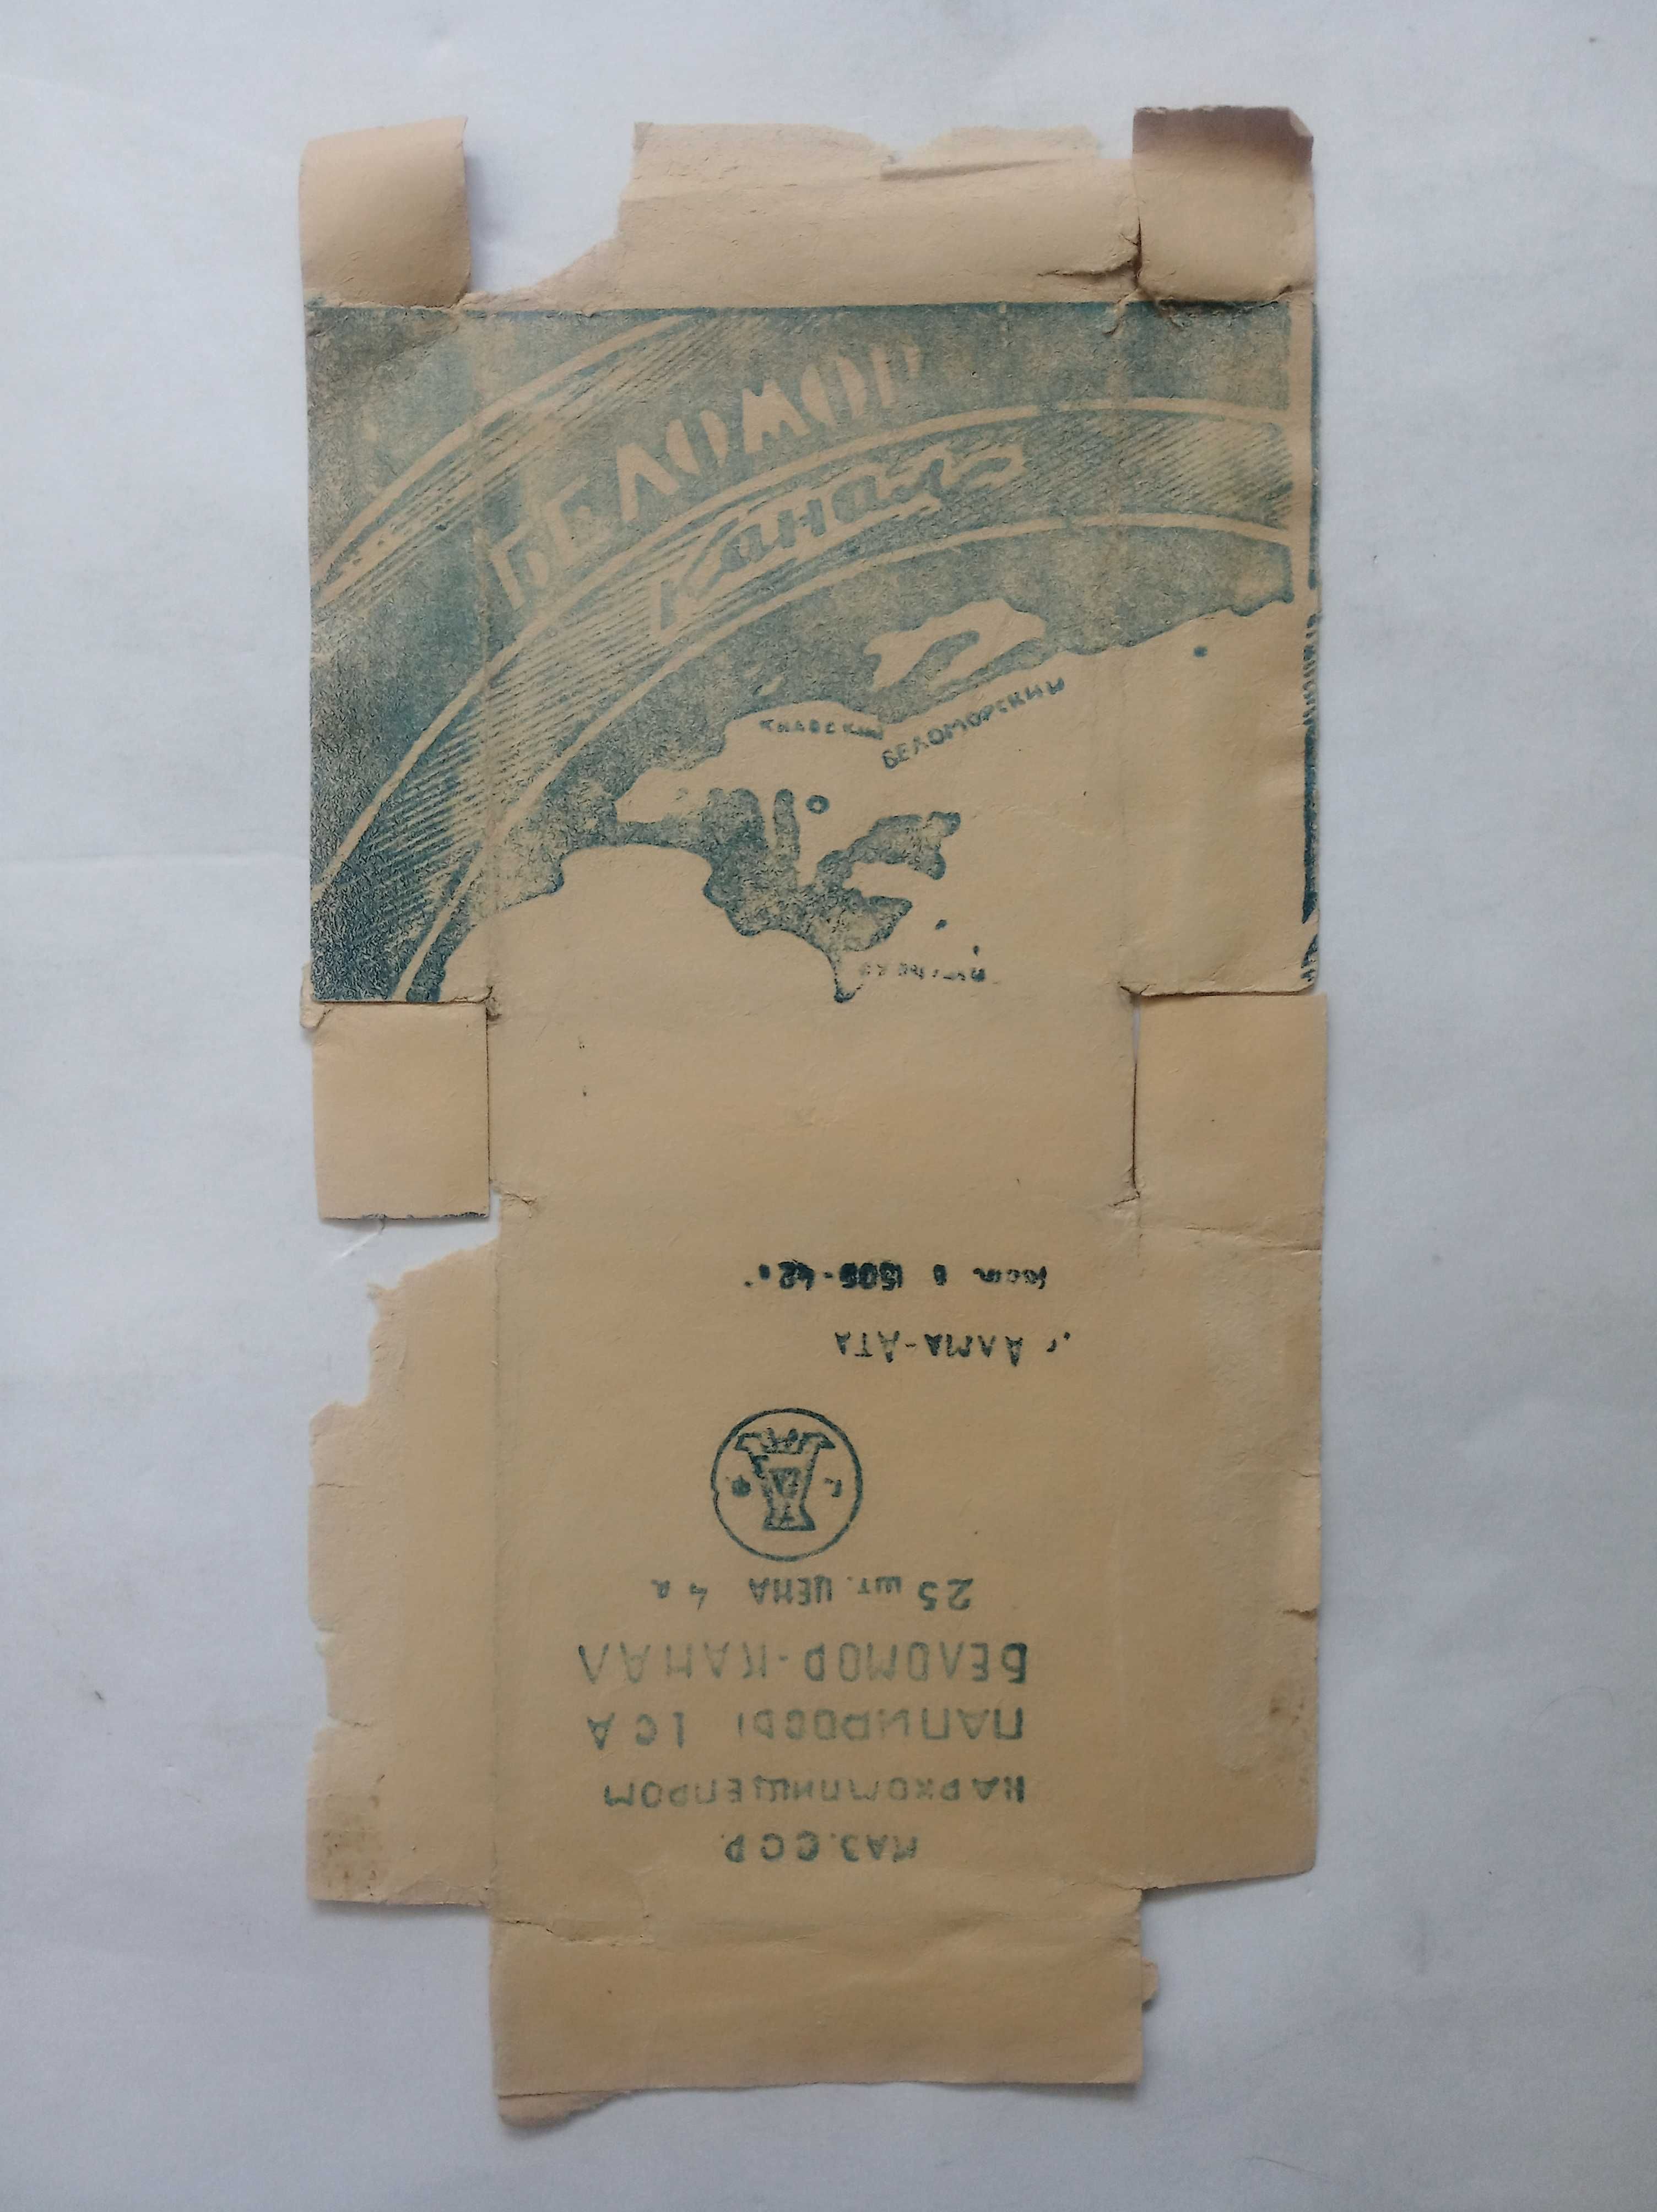 БЕЛОМОР
КАНАЛ
БЕЛОМОРСКИЙ
КАЗ.ССР.
НАРКОМПИЩЕПРОМ
ПАПИРОСЫ 1С А
БЕЛОМОР-КАНАЛ
25 шт. ЦЕНА 4
Г. Ф.
г. АЛМА-АТА